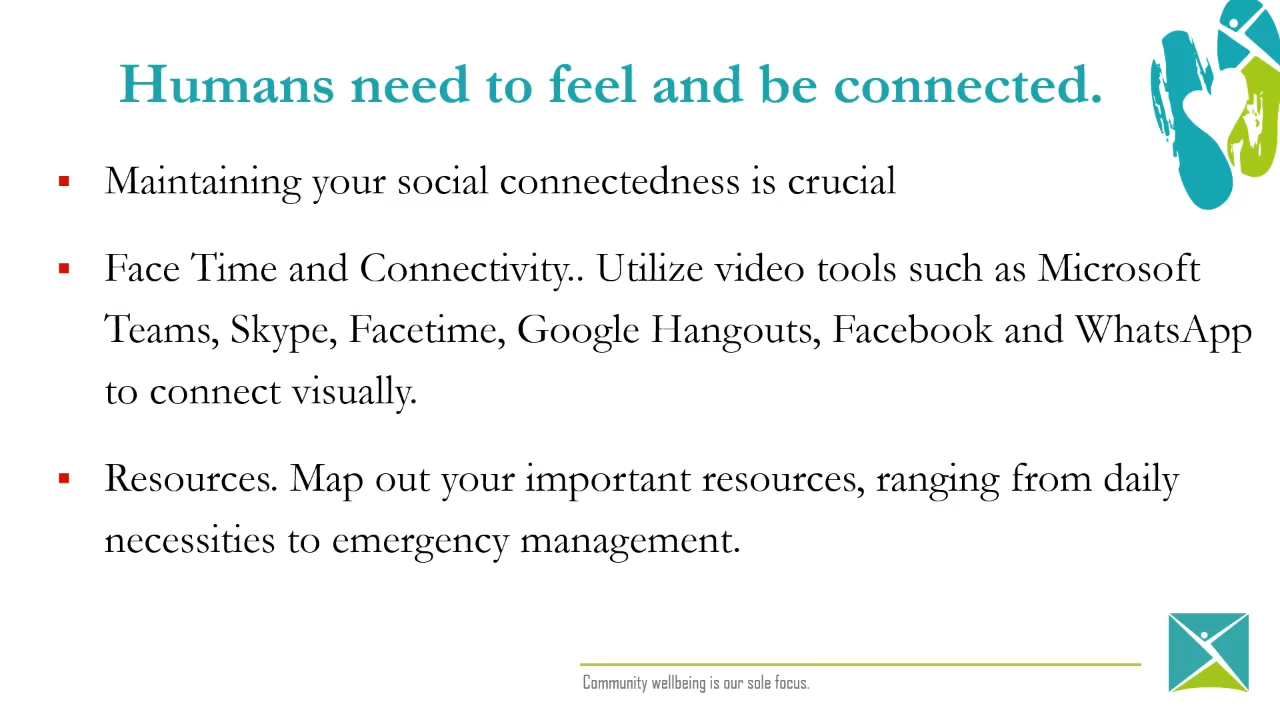 Humans need to feel and be connected.
▪ Maintaining your social connectedness is crucial
▪ Face Time and Connectivity.. Utilize video tools such as Microsoft
Teams, Skype, Facetime, Google Hangouts, Facebook and WhatsApp
to connect visually.
▪ Resources. Map out your important resources, ranging from daily
necessities to emergency management.
Community wellbeing is our sole focus.